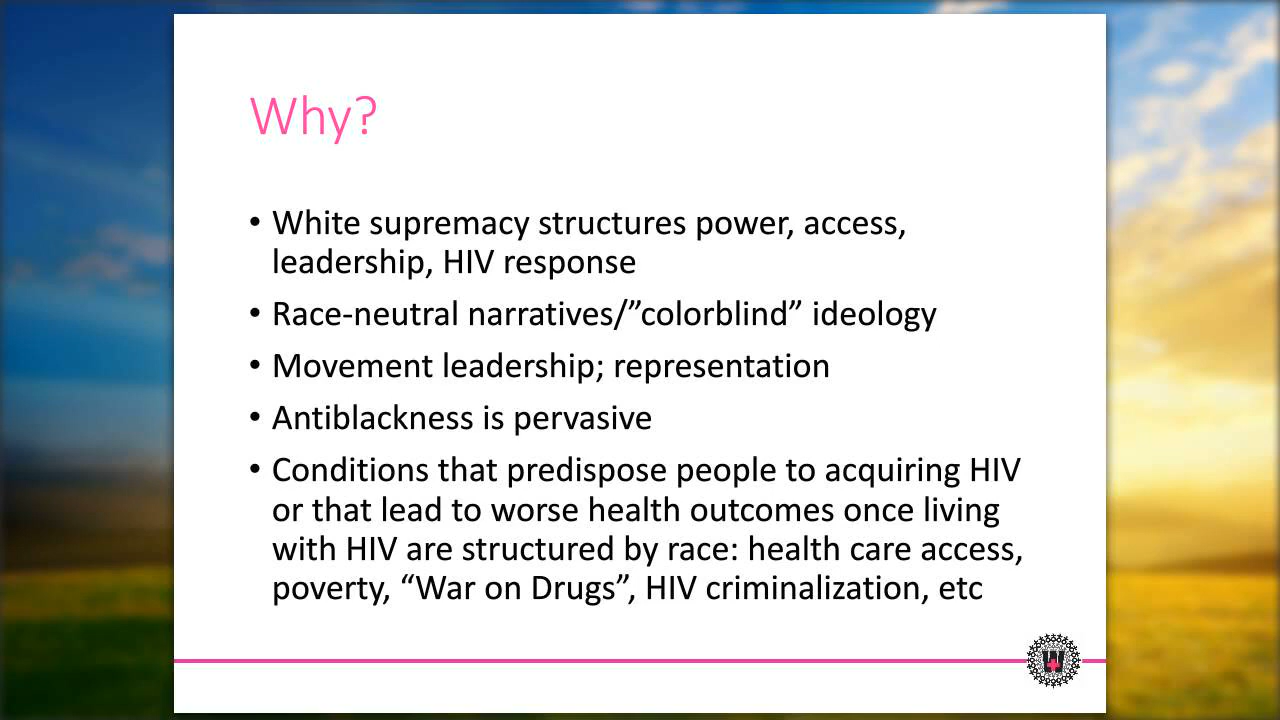 Why?
• White supremacy structures power, access,
leadership, HIV response
• Race-neutral narratives/”colorblind” ideology
• Movement leadership; representation
• Antiblackness is pervasive
• Conditions that predispose people to acquiring HIV
or that lead to worse health outcomes once living
with HIV are structured by race: health care access,
poverty, “War on Drugs”, HIV criminalization, etc